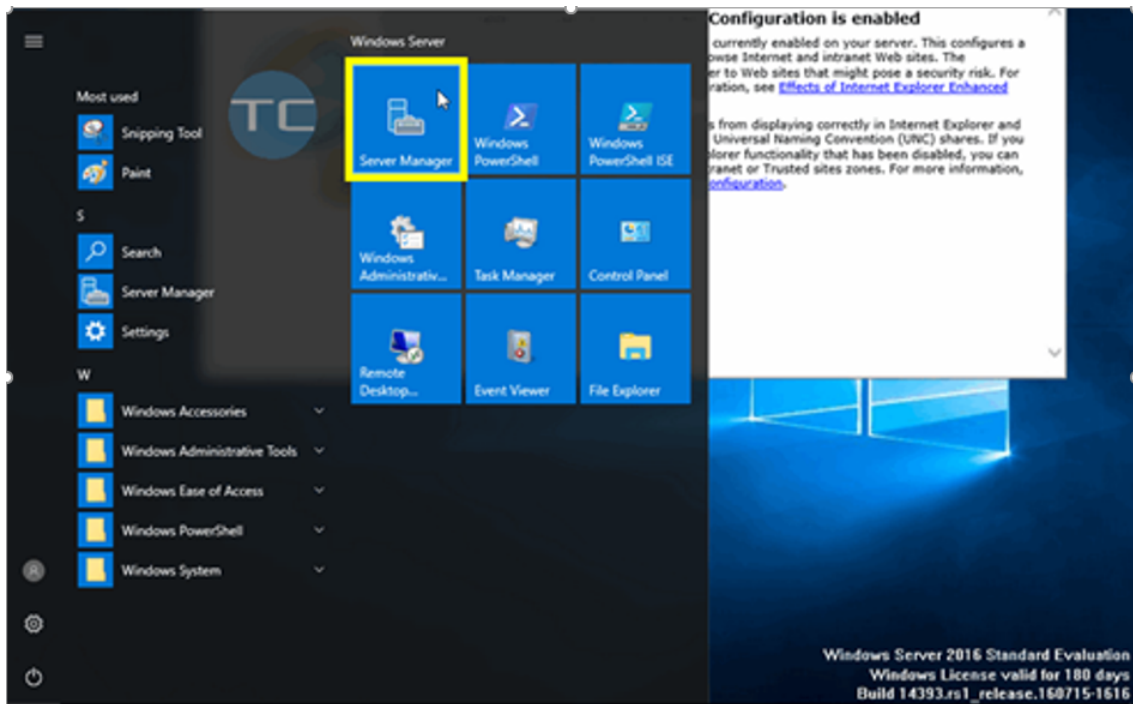 Most used
Snipping Tool
Paint
S
Search
Server Manager
Settings
W
Windows Accessories
Windows Administrative Tools
Windows Ease of Access
Windows PowerShell
Windows System
TC
Windows Server
Server Manager
Windows
PowerShell
Windows
PowerShell ISE
Windows
Administrativ...
Task Manager
Control Panel
Remote
Desktop...
Event Viewer
File Explorer
Configuration is enabled
currently enabled on your server. This configures a
owse Internet and intranet Web sites. The
er to Web sites that might pose a security risk. For
ration, see Effects of Internet Explorer Enhanced
s from displaying correctly in Internet Explorer and
Universal Naming Convention (UNC) shares. If you
plorer functionality that has been disabled, you can
ranet or Trusted sites zones. For more information,
onfiguration.
Windows Server 2016 Standard Evaluation
Windows License valid for 180 days
Build 14393.rs1_release.160715-1616